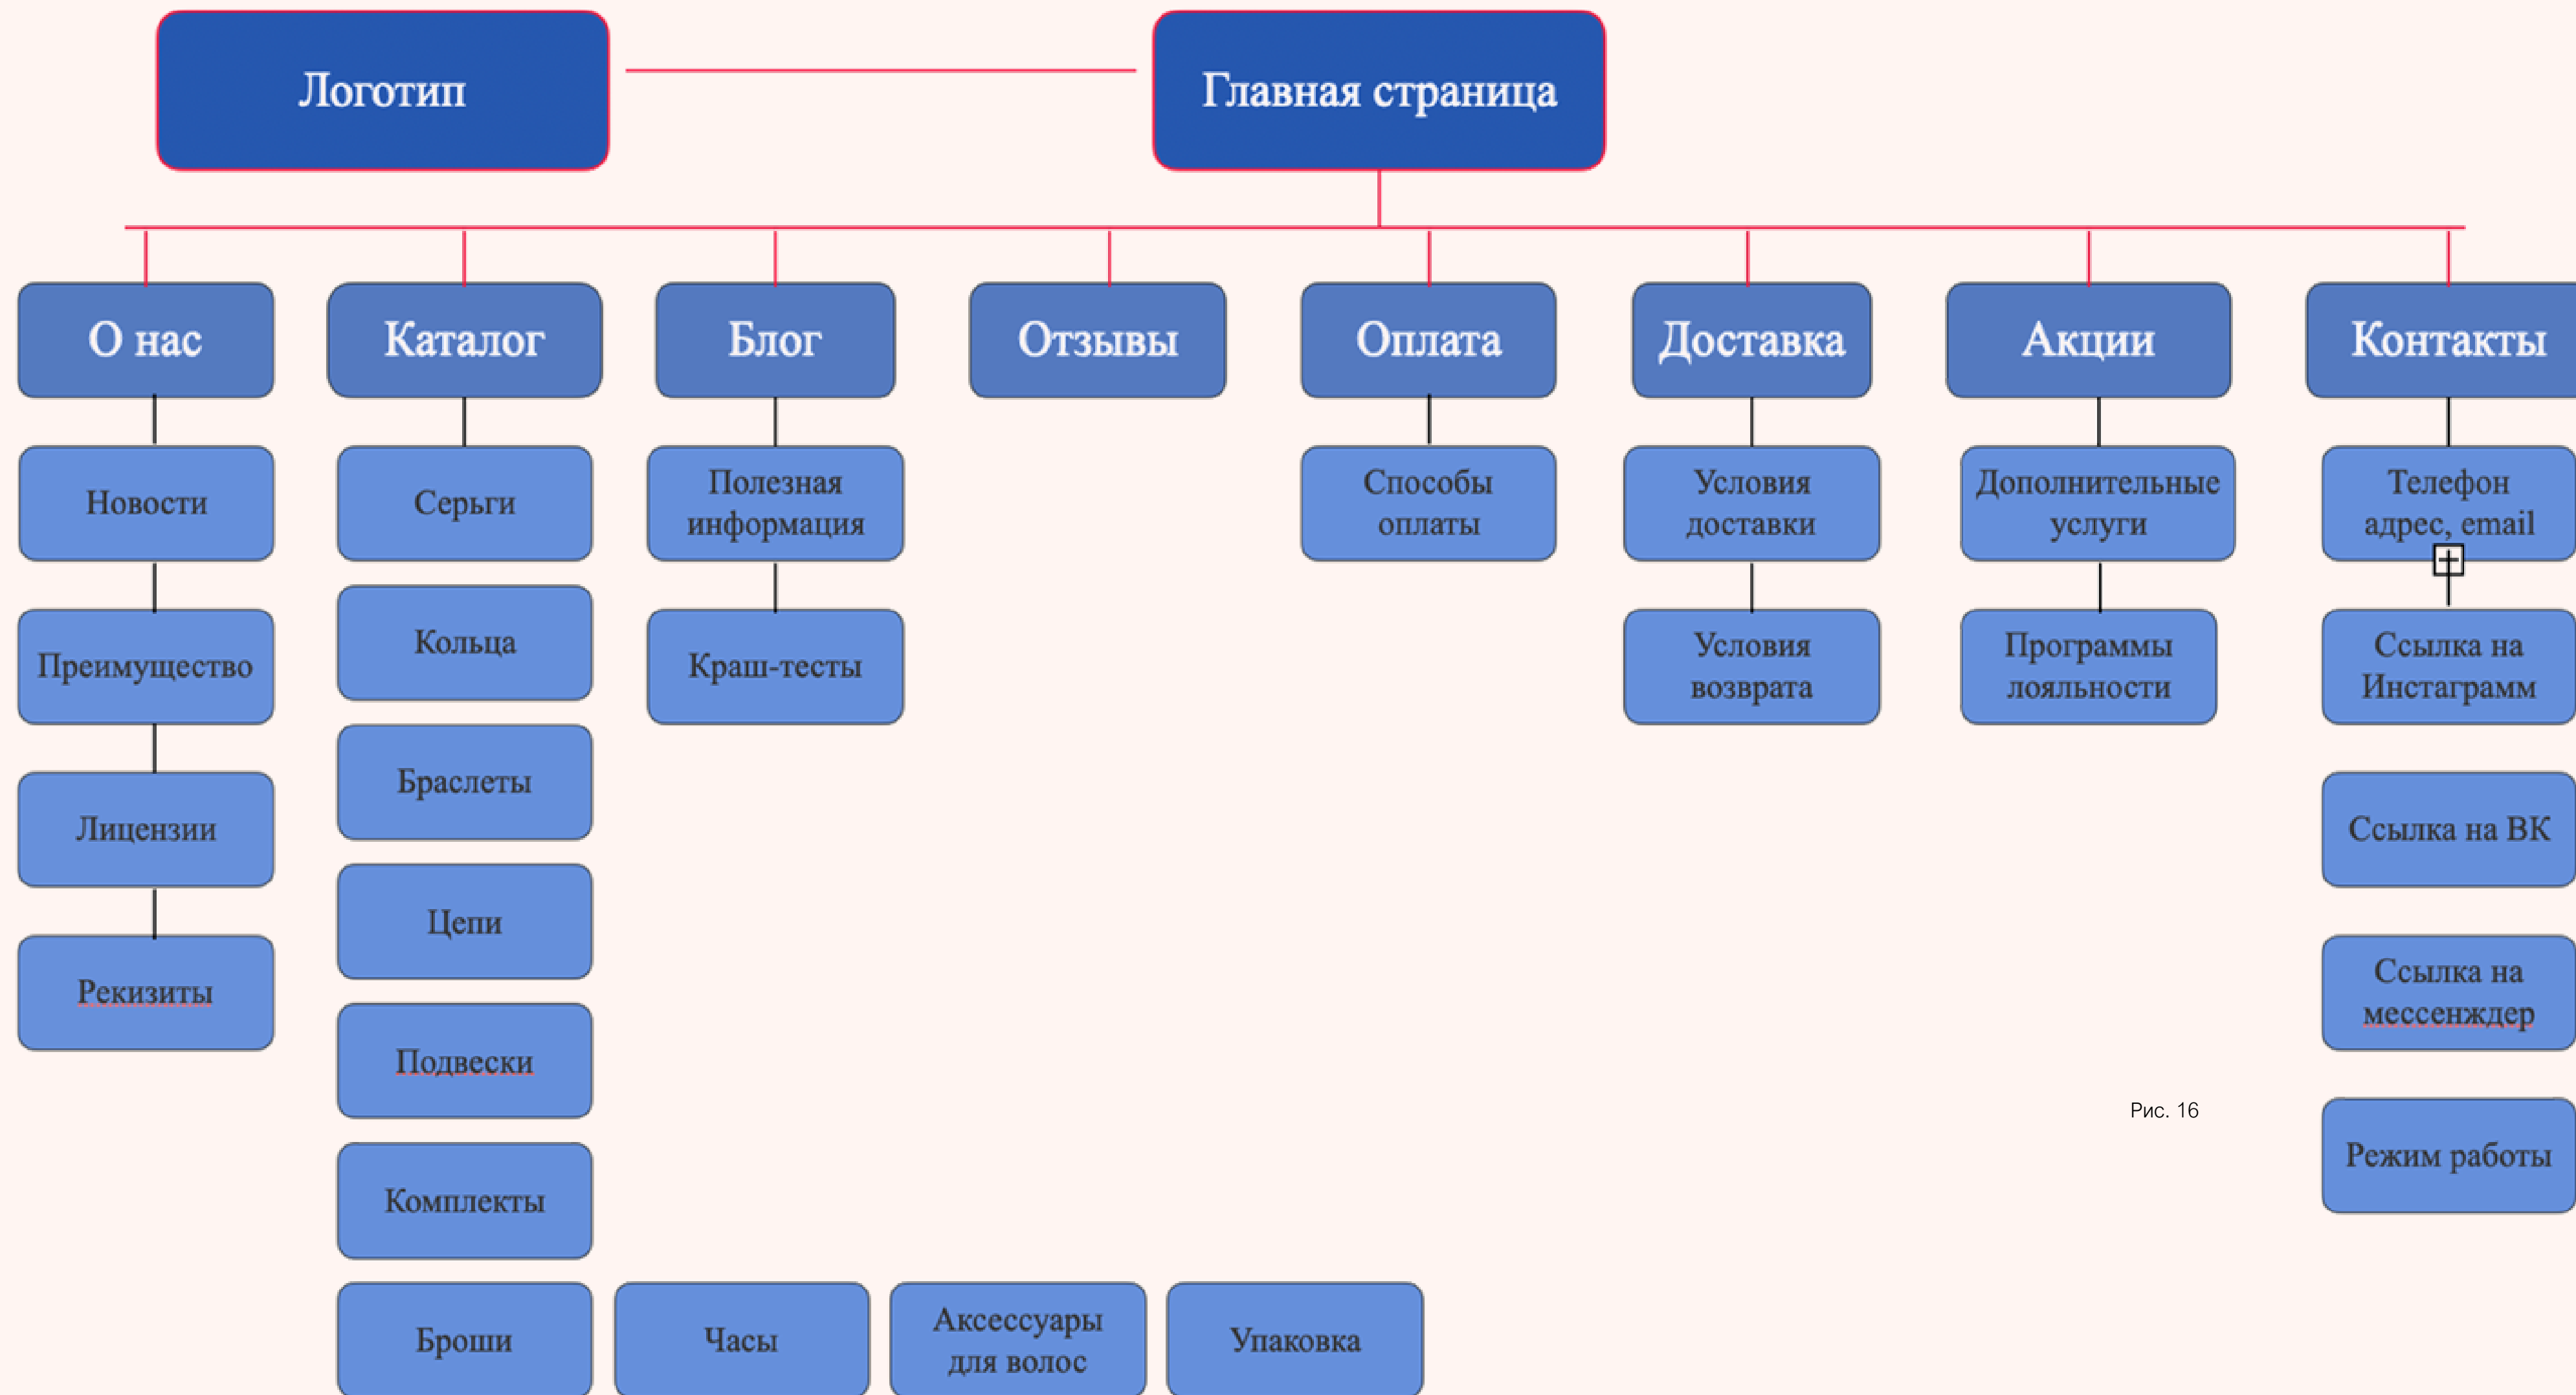 Логотип
Главная страница
О нас
Каталог
Блог
Отзывы
Оплата
Доставка
Акции
Контакты
Новости
Серьги
Полезная
информация
Способы
оплаты
Условия
доставки
Дополнительные
услуги
Телефон
адрес, email
Преимущество
Кольца
Краш-тесты
Условия
возврата
Программы
лояльности
Ссылка на
Инстаграмм
Лицензии
Браслеты
Ссылка на ВК
Рекизиты
Цепи
Ссылка на
мессенждер
Подвески
Рис. 16
Режим работы
Комплекты
Броши
Часы
Аксессуары
для волос
Упаковка